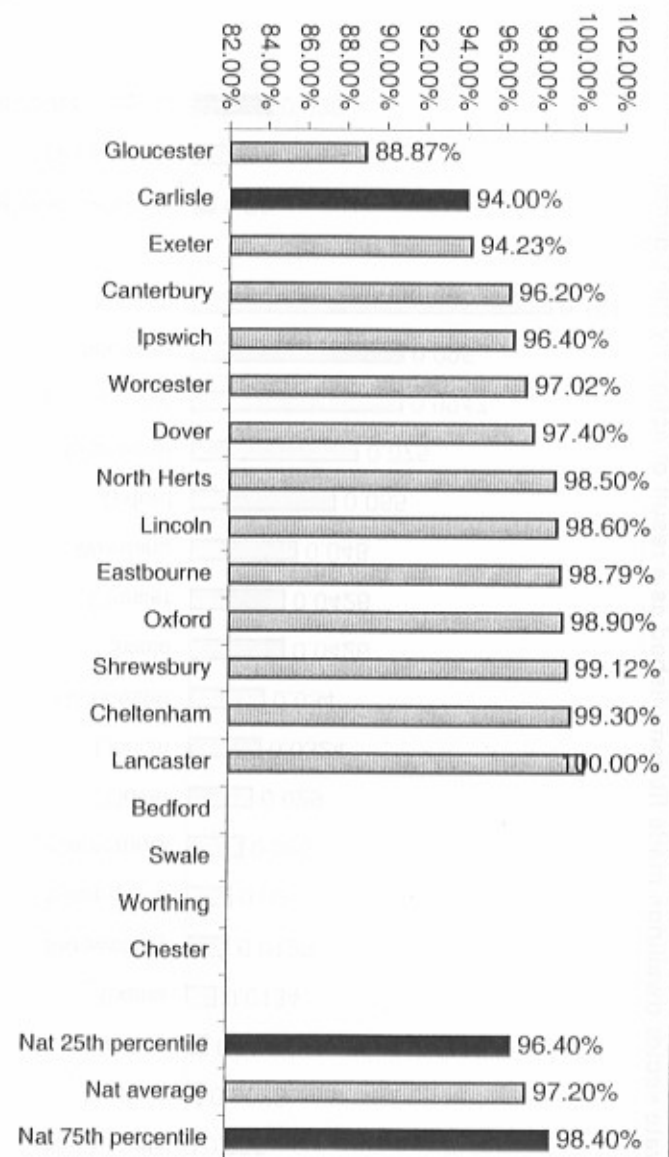 82.00%
84.00%
86.00%
88.00%
90.00%
92.00%
94.00%
96.00%
98.00%
100.00%
102.00%
Gloucester 88.87%
Carlisle 94.00%
Exeter 94.23%
Canterbury 96.20%
Ipswich 96.40%
Worcester 97.02%
Dover 97.40%
North Herts 98.50%
Lincoln 98.60%
Eastbourne 98.79%
Oxford 98.90%
Shrewsbury 99.12%
Cheltenham 99.30%
Lancaster 100.00%
Bedford
Swale
Worthing
Chester
Nat 25th percentile 96.40%
Nat average 97.20%
Nat 75th percentile 98.40%